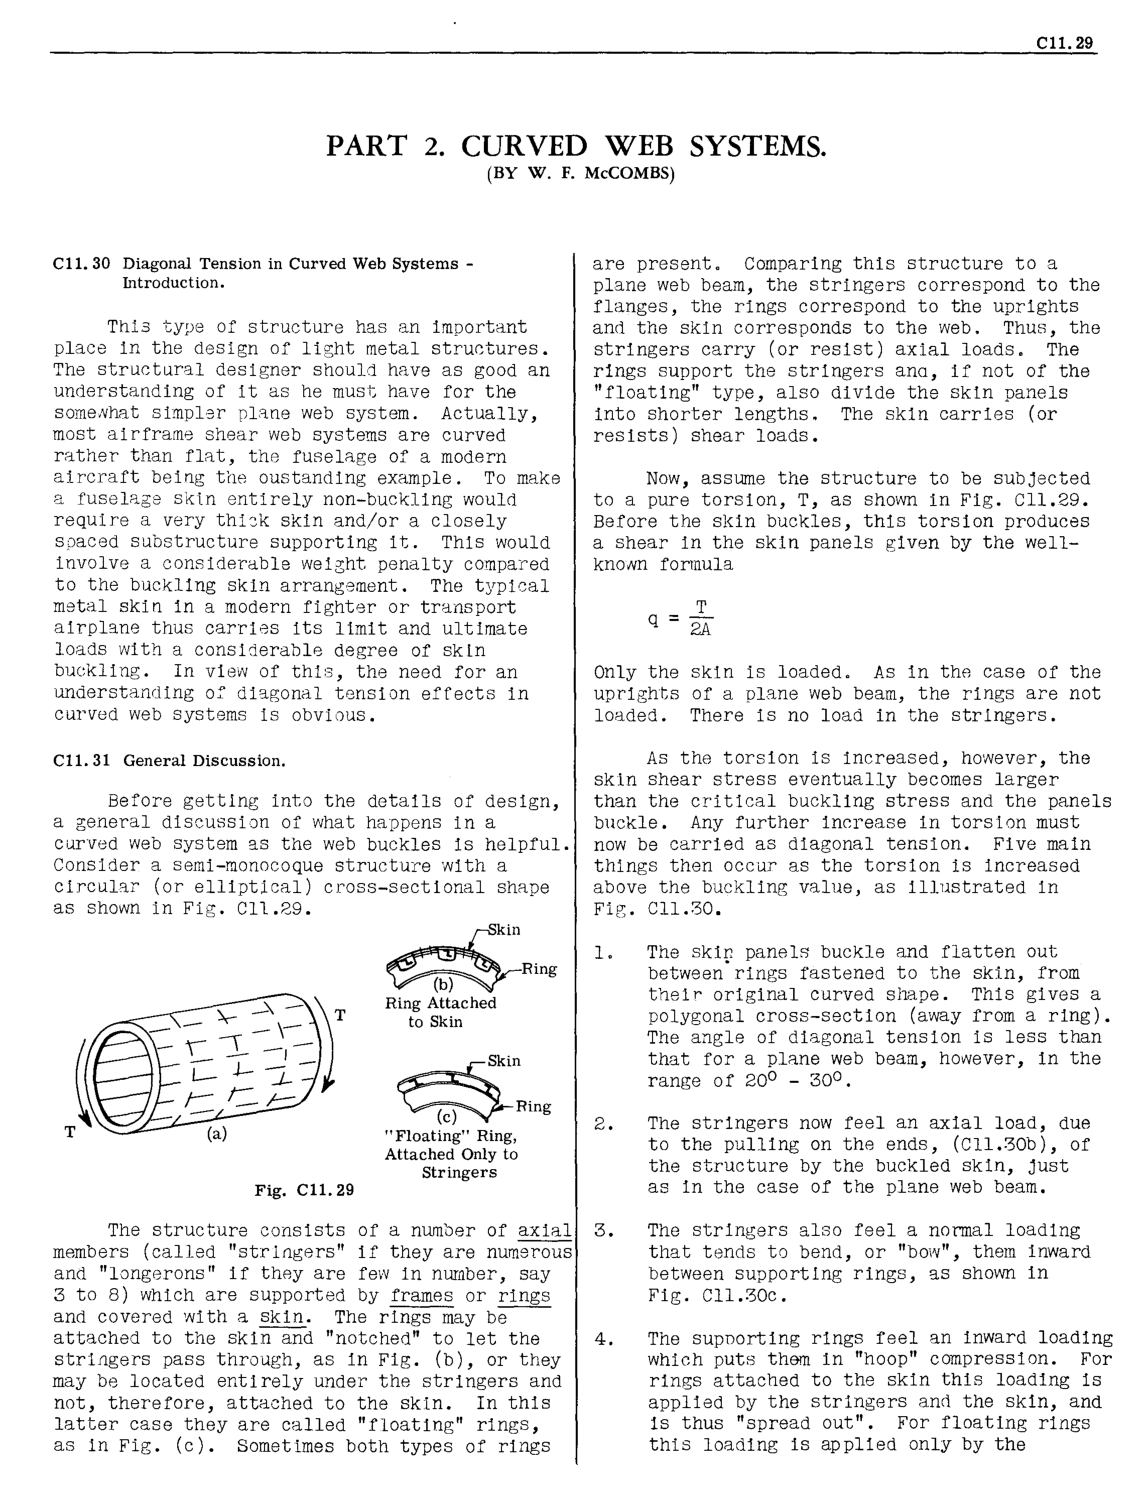 C11.29
PART 2. CURVED WEB SYSTEMS.
(BY W. F. McCOMBS)
C11.30 Diagonal Tension in Curved Web Systems -
Introduction.
This type of structure has an important
place in the design of light metal structures.
The structural designer should have as good an
understanding of it as he must have for the
somewhat simpler plane web system. Actually,
most airframe shear web systems are curved
rather than flat, the fuselage of a modern
aircraft being the oustanding example. To make
a fuselage skin entirely non-buckling would
require a very thick skin and/or a closely
spaced substructure supporting it. This would
involve a considerable weight penalty compared
to the buckling skin arrangement. The typical
metal skin in a modern fighter or transport
airplane thus carries its limit and ultimate
loads with a considerable degree of skin
buckling. In view of this, the need for an
understanding of diagonal tension effects in
curved web systems is obvious.
C11.31 General Discussion.
Before getting into the details of design,
a general discussion of what happens in a
curved web system as the web buckles is helpful.
Consider a semi-monocoque structure with a
circular (or elliptical) cross-sectional shape
as shown in Fig. C11.29.
Skin
Ring
(b)
Ring Attached
to Skin
T
Skin
Ring
(c)
"Floating" Ring,
Attached Only to
Stringers
T
(a)
Fig. C11.29
The structure consists of a number of axial
members (called "stringers" if they are numerous
and "longerons" if they are few in number, say
3 to 8) which are supported by frames or rings
and covered with a skin. The rings may be
attached to the skin and "notched" to let the
stringers pass through, as in Fig. (b), or they
may be located entirely under the stringers and
not, therefore, attached to the skin. In this
latter case they are called "floating" rings,
as in Fig. (c). Sometimes both types of rings
are present. Comparing this structure to a
plane web beam, the stringers correspond to the
flanges, the rings correspond to the uprights
and the skin corresponds to the web. Thus, the
stringers carry (or resist) axial loads. The
rings support the stringers and, if not of the
"floating" type, also divide the skin panels
into shorter lengths. The skin carries (or
resists) shear loads.
Now, assume the structure to be subjected
to a pure torsion, T, as shown in Fig. C11.29.
Before the skin buckles, this torsion produces
a shear in the skin panels given by the well-
known formula
q = T/2A
Only the skin is loaded. As in the case of the
uprights of a plane web beam, the rings are not
loaded. There is no load in the stringers.
As the torsion is increased, however, the
skin shear stress eventually becomes larger
than the critical buckling stress and the panels
buckle. Any further increase in torsion must
now be carried as diagonal tension. Five main
things then occur as the torsion is increased
above the buckling value, as illustrated in
Fig. C11.30.
1. The skin panels buckle and flatten out
between rings fastened to the skin, from
their original curved shape. This gives a
polygonal cross-section (away from a ring).
The angle of diagonal tension is less than
that for a plane web beam, however, in the
range of 20° - 30°.
2. The stringers now feel an axial load, due
to the pulling on the ends, (C11.30b), of
the structure by the buckled skin, just
as in the case of the plane web beam.
3. The stringers also feel a normal loading
that tends to bend, or "bow", them inward
between supporting rings, as shown in
Fig. C11.30c.
4. The supporting rings feel an inward loading
which puts them in "hoop" compression. For
rings attached to the skin this loading is
applied by the stringers and the skin, and
is thus "spread out". For floating rings
this loading is applied only by the